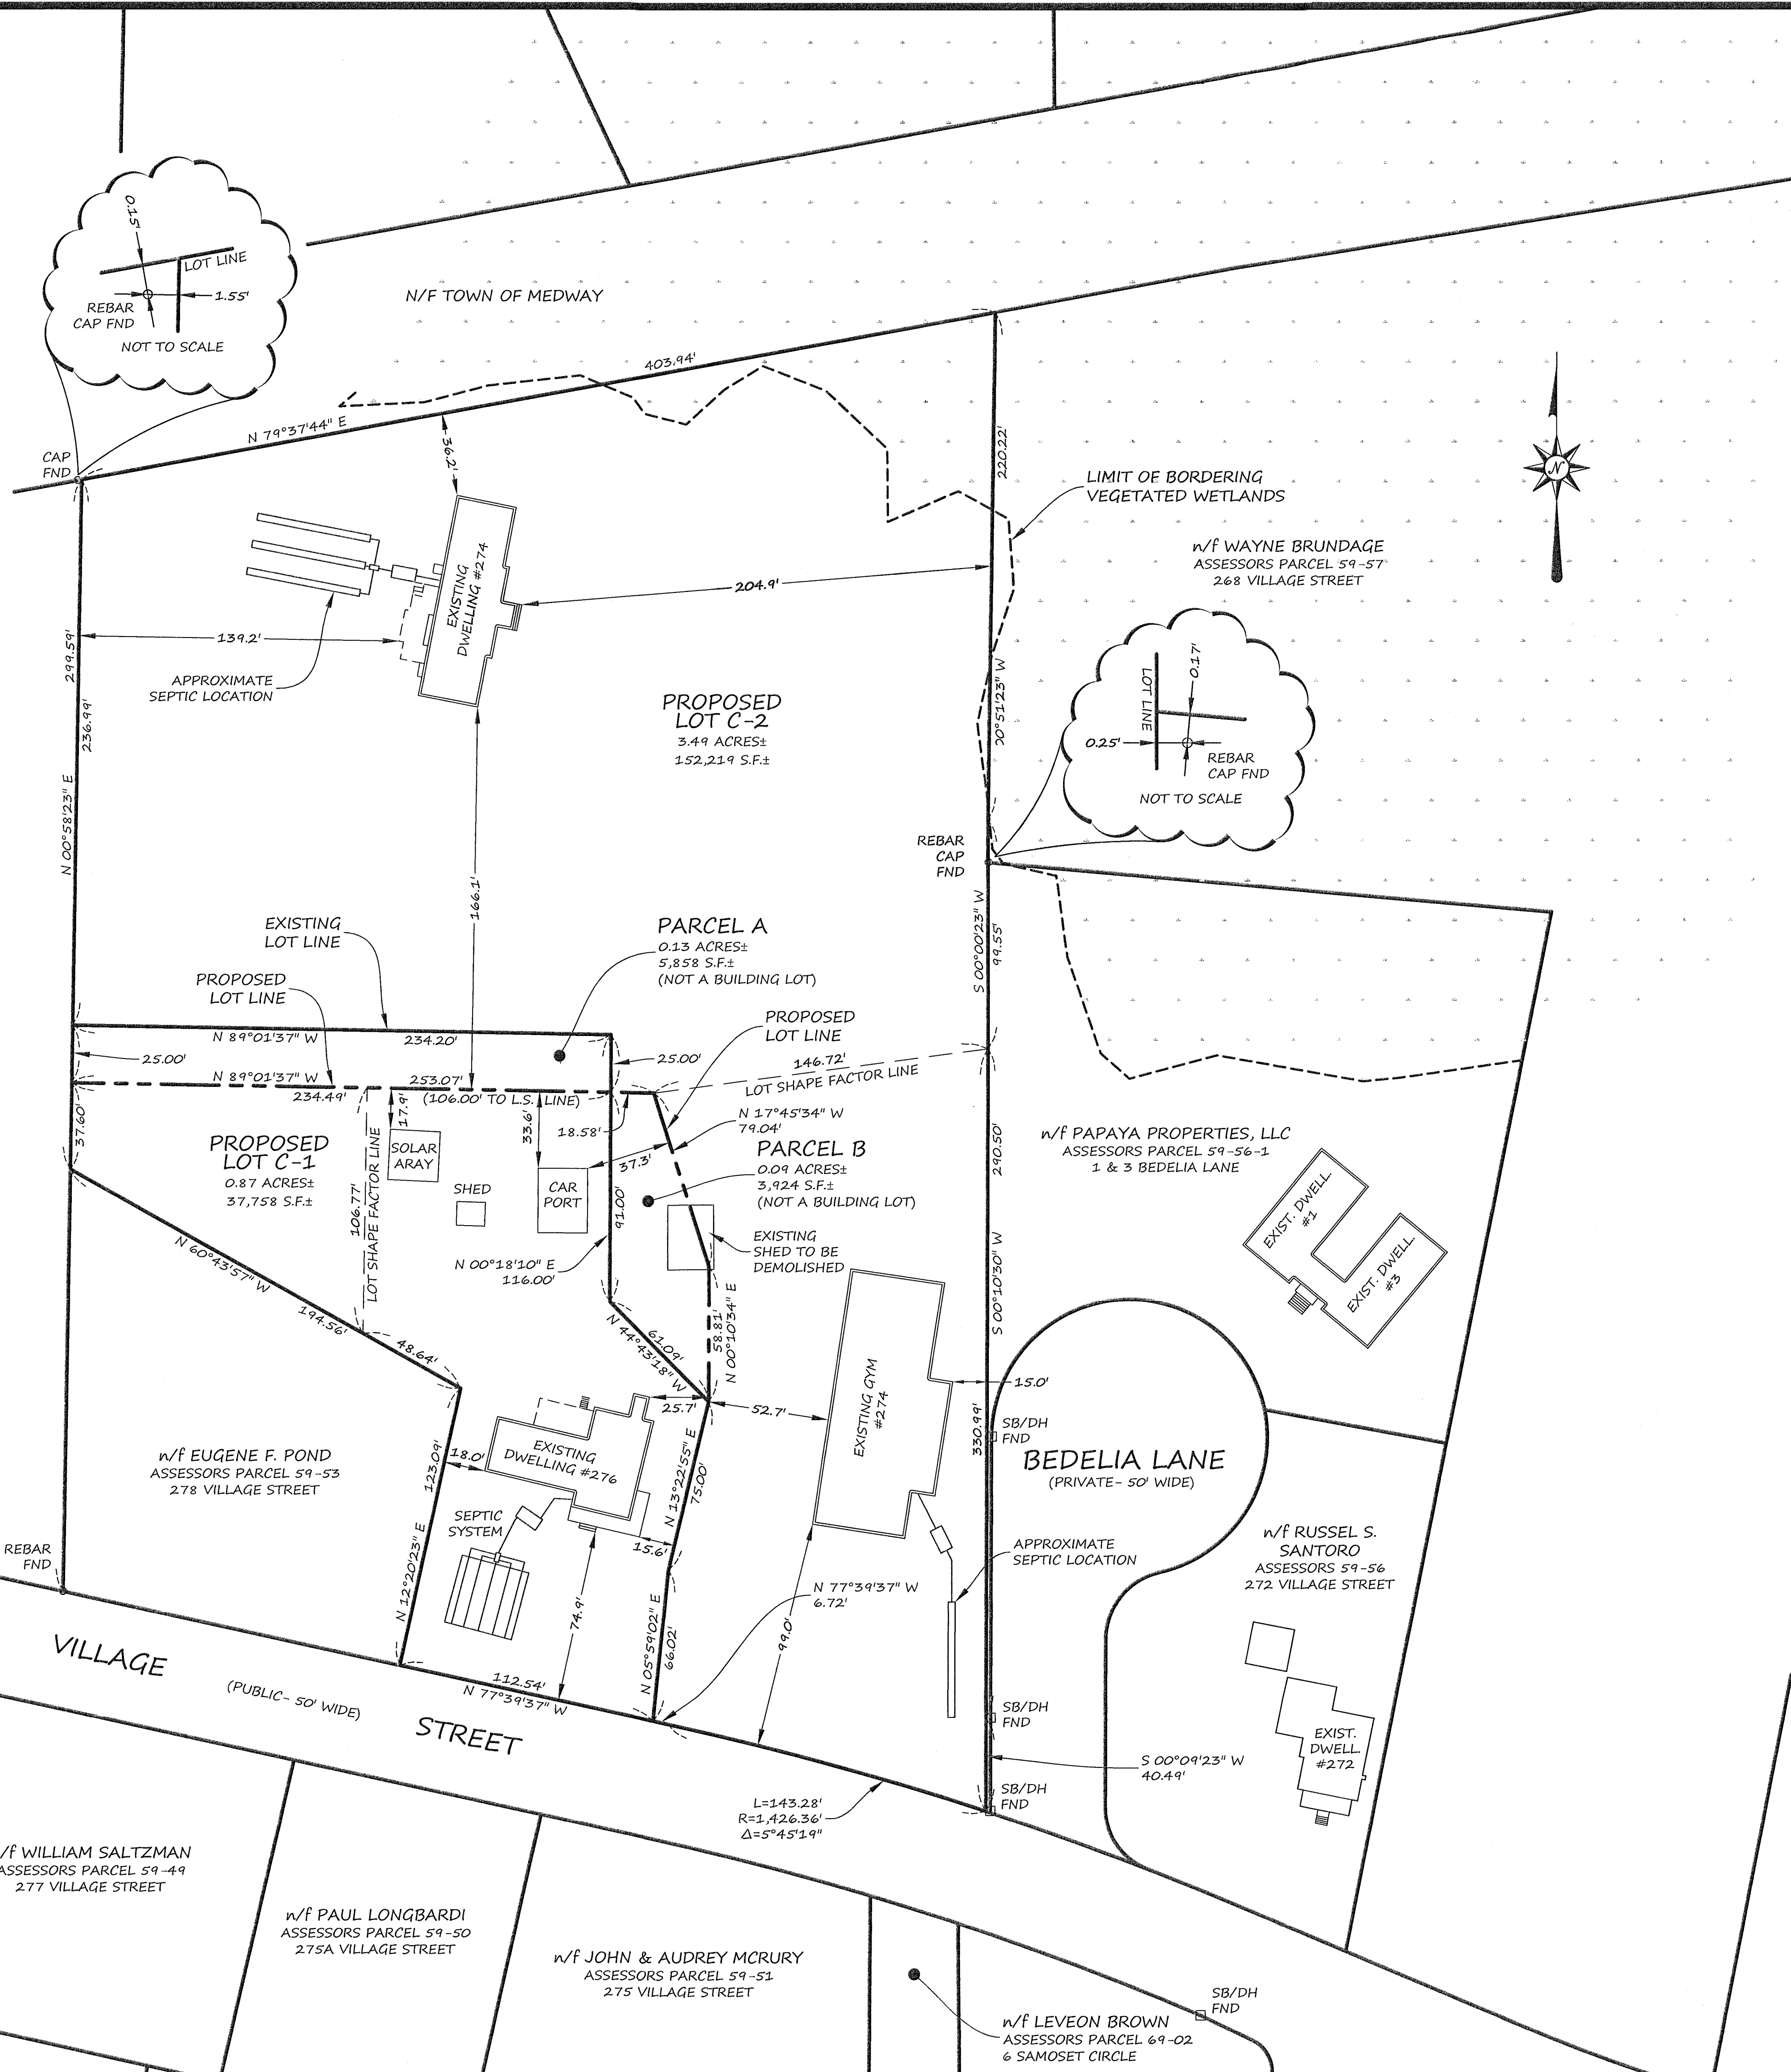 0.15'
LOT LINE
1.55'
REBAR
CAP FND
NOT TO SCALE
N/F TOWN OF MEDWAY
403.94'
N 79°37'44" E
CAP
FND
36.2'
220.22'
LIMIT OF BORDERING
VEGETATED WETLANDS
N
n/f WAYNE BRUNDAGE
ASSESSORS PARCEL 59-57
268 VILLAGE STREET
EXISTING
DWELLING #274
204.9'
139.2'
299.59'
236.99'
N 00°58'23" E
APPROXIMATE
SEPTIC LOCATION
PROPOSED
LOT C-2
3.49 ACRES±
152,219 S.F.±
00°51'23" W
LOT LINE
0.17'
0.25'
REBAR
CAP FND
NOT TO SCALE
REBAR
CAP
FND
166.1'
S 00°00'23" W
99.55'
EXISTING
LOT LINE
PARCEL A
0.13 ACRES±
5,858 S.F.±
(NOT A BUILDING LOT)
PROPOSED
LOT LINE
PROPOSED
LOT LINE
N 89°01'37" W
234.20'
25.00'
25.00'
146.72'
LOT SHAPE FACTOR LINE
N 89°01'37" W
253.07'
234.49'
(106.00' TO L.S. LINE)
37.60'
17.9'
33.6'
18.58'
N 17°45'34" W
79.04'
37.3'
PROPOSED
LOT C-1
0.87 ACRES±
37,758 S.F.±
106.77'
LOT SHAPE FACTOR LINE
SOLAR
ARAY
SHED
CAR
PORT
91.00'
PARCEL B
0.09 ACRES±
3,924 S.F.±
(NOT A BUILDING LOT)
290.50'
n/f PAPAYA PROPERTIES, LLC
ASSESSORS PARCEL 59-56-1
1 & 3 BEDELIA LANE
EXIST. DWELL
#1
EXIST. DWELL
#3
EXISTING
SHED TO BE
DEMOLISHED
N 00°18'10" E
116.00'
N 60°43'57" W
194.56'
48.64'
61.09'
N 44°43'18" W
58.81'
N 00°10'34" E
S 00°10'30" W
EXISTING GYM
#274
15.0'
25.7'
52.7'
330.99'
SB/DH
FND
BEDELIA LANE
(PRIVATE- 50' WIDE)
n/f EUGENE F. POND
ASSESSORS PARCEL 59-53
278 VILLAGE STREET
123.09'
N 12°20'23" E
18.0'
EXISTING
DWELLING #276
N 13°22'55" E
75.00'
SEPTIC
SYSTEM
15.6'
APPROXIMATE
SEPTIC LOCATION
n/f RUSSEL S.
SANTORO
ASSESSORS 59-56
272 VILLAGE STREET
REBAR
FND
74.9'
N 05°59'02" E
66.02'
N 77°39'37" W
6.72'
99.0'
VILLAGE
(PUBLIC- 50' WIDE)
STREET
112.54'
N 77°39'37" W
SB/DH
FND
S 00°09'23" W
40.49'
SB/DH
FND
EXIST.
DWELL.
#272
L=143.28'
R=1,426.36'
Δ=5°45'19"
/f WILLIAM SALTZMAN
ASSESSORS PARCEL 59-49
277 VILLAGE STREET
n/f PAUL LONGBARDI
ASSESSORS PARCEL 59-50
275A VILLAGE STREET
n/f JOHN & AUDREY MCRURY
ASSESSORS PARCEL 59-51
275 VILLAGE STREET
SB/DH
FND
n/f LEVEON BROWN
ASSESSORS PARCEL 69-02
6 SAMOSET CIRCLE